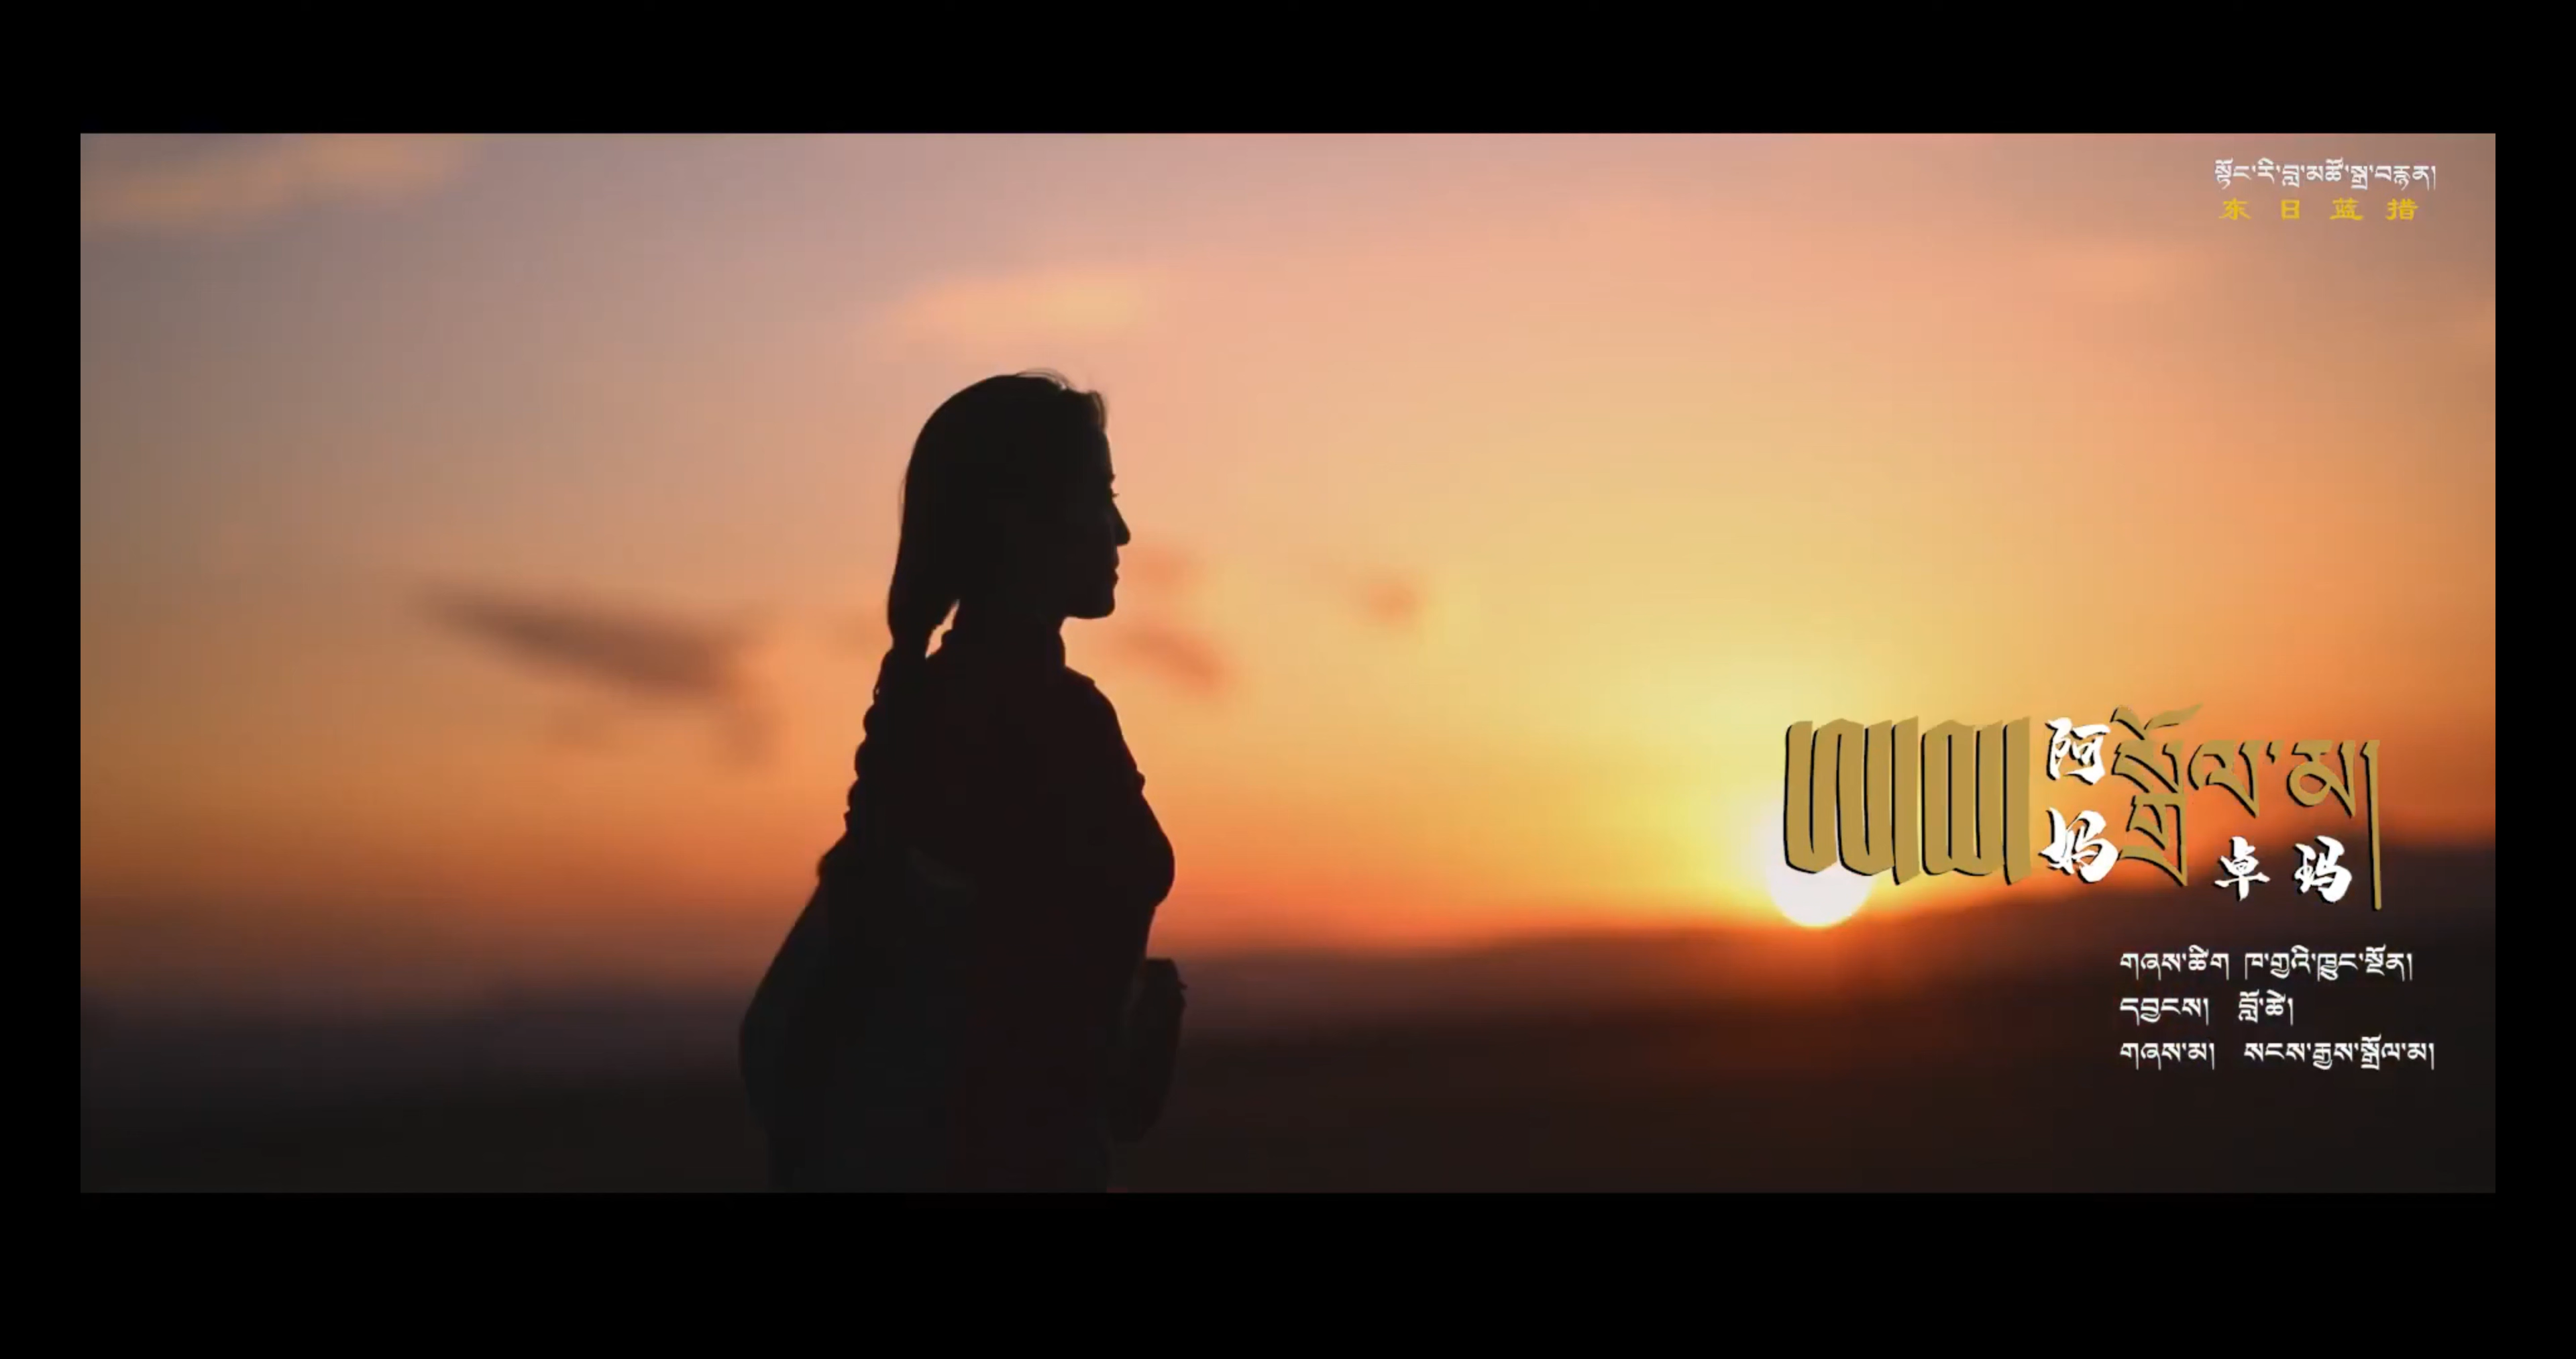 སྟོང་རི་བླ་མཚོ་སྒྲ་བརྙན།
东日蓝措
阿妈
སྒྲོལ་མ།
卓玛
གཞས་ཚིག ཁ་གྱའི་ཁྱུང་སྔོན།
དབྱངས། བློ་ཚེ།
གཞས་མ། སངས་རྒྱས་སྒྲོལ་མ།